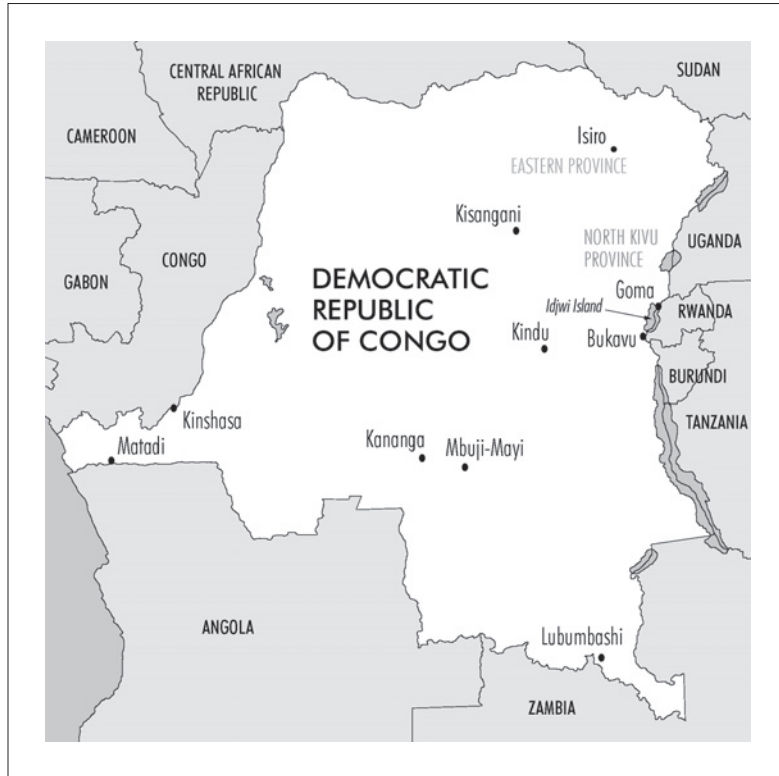 CENTRAL AFRICAN
REPUBLIC
SUDAN
CAMEROON
Isiro
EASTERN PROVINCE
Kisangani
NORTH KIVU
PROVINCE
UGANDA
CONGO
GABON
DEMOCRATIC
REPUBLIC
OF CONGO
Goma
Idjwi Island
RWANDA
Kindu
Bukavu
BURUNDI
TANZANIA
Kinshasa
Matadi
Kananga
Mbuji-Mayi
ANGOLA
Lubumbashi
ZAMBIA